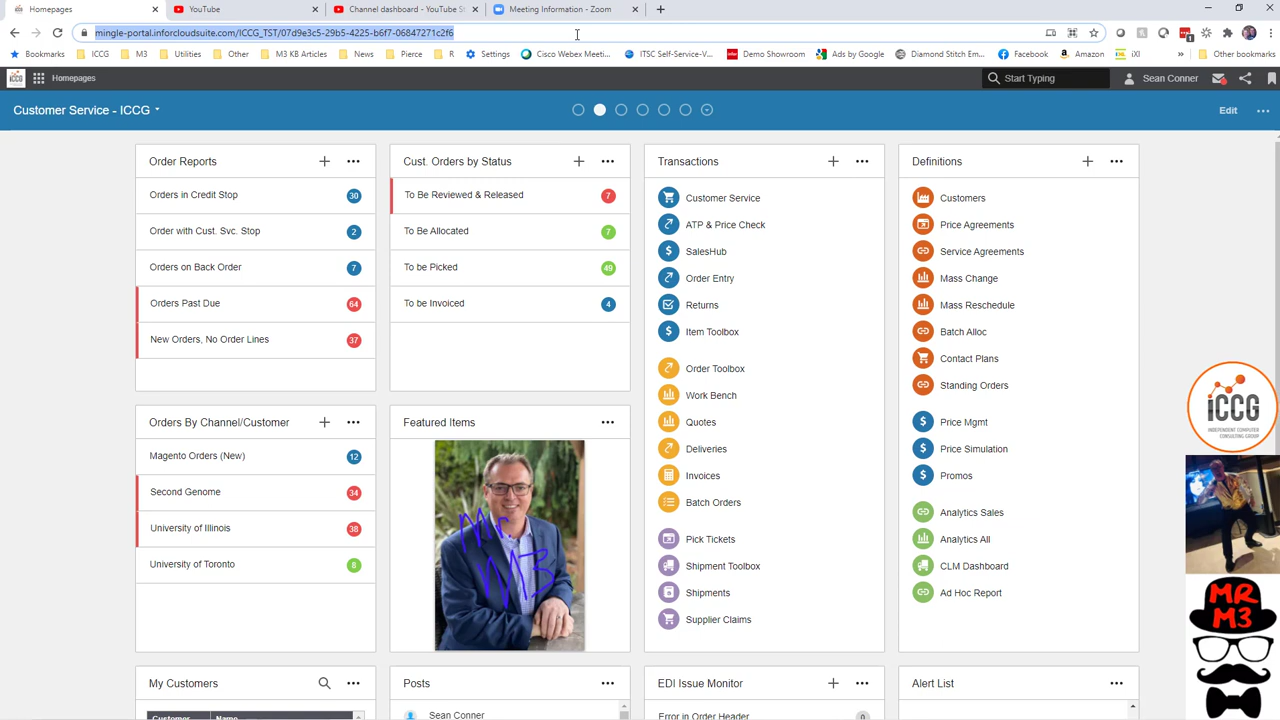 Homepages
YouTube
Channel dashboard - YouTube St
Meeting Information - Zoom
mingle-portal.inforcloudsuite.com/ICCG_TST/07d9e3c5-29b5-4225-b6f7-06847271c2f6
Bookmarks ICCG M3 Utilities Other M3 KB Articles News Pierce R Settings Cisco Webex Meeti... ITSC Self-Service-V... Demo Showroom Ads by Google Diamond Stitch Em... Facebook Amazon iXl » Other bookmarks
Homepages
Start Typing
Sean Conner
Customer Service - ICCG
Edit
Order Reports
Orders in Credit Stop 30
Order with Cust. Svc. Stop 2
Orders on Back Order 7
Orders Past Due 64
New Orders, No Order Lines 37
Cust. Orders by Status
To Be Reviewed & Released 7
To Be Allocated 7
To be Picked 49
To be Invoiced 4
Transactions
Customer Service
ATP & Price Check
SalesHub
Order Entry
Returns
Item Toolbox
Order Toolbox
Work Bench
Quotes
Deliveries
Invoices
Batch Orders
Pick Tickets
Shipment Toolbox
Shipments
Supplier Claims
Definitions
Customers
Price Agreements
Service Agreements
Mass Change
Mass Reschedule
Batch Alloc
Contact Plans
Standing Orders
Price Mgmt
Price Simulation
Promos
Analytics Sales
Analytics All
CLM Dashboard
Ad Hoc Report
Orders By Channel/Customer
Magento Orders (New) 12
Second Genome 34
University of Illinois 38
University of Toronto 8
Featured Items
Mr
M3
My Customers
Customer Name
Posts
Sean Conner
EDI Issue Monitor
Error in Order Header 0
Alert List
iCCG
INDEPENDENT COMPUTER
CONSULTING GROUP
MR
M3